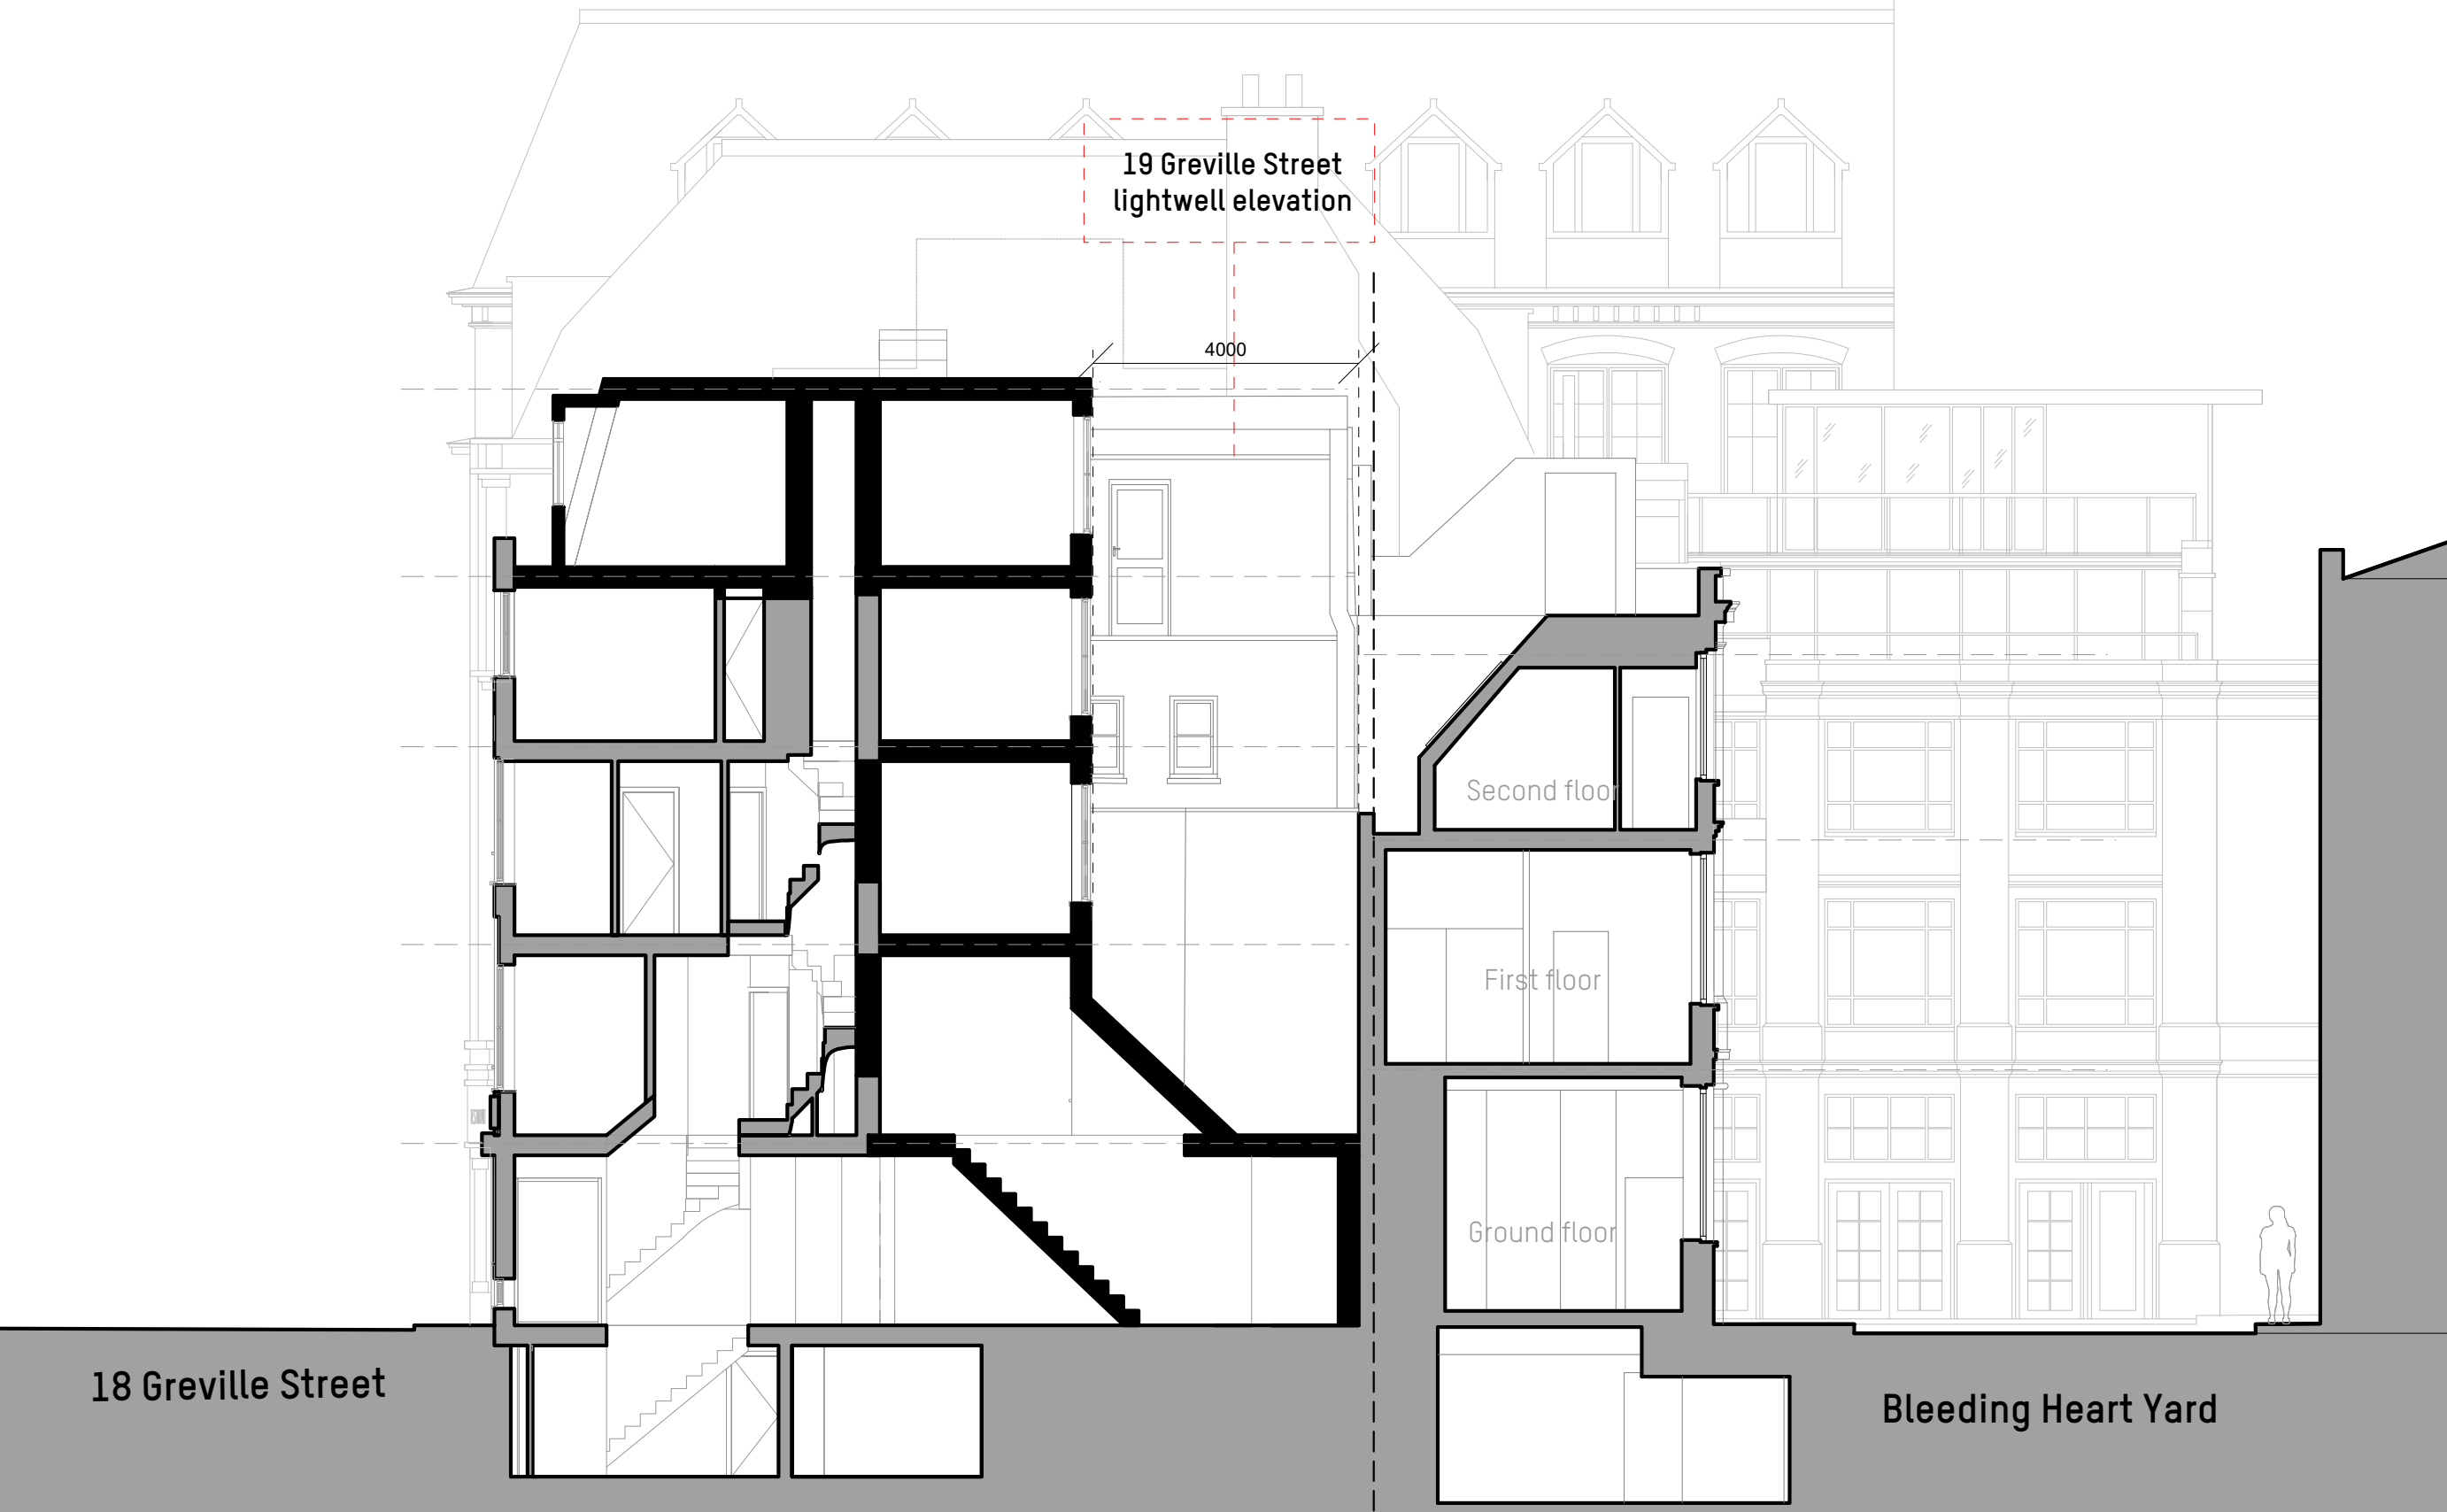 19 Greville Street
lightwell elevation
4000
Second floor
First floor
Ground floor
18 Greville Street
Bleeding Heart Yard